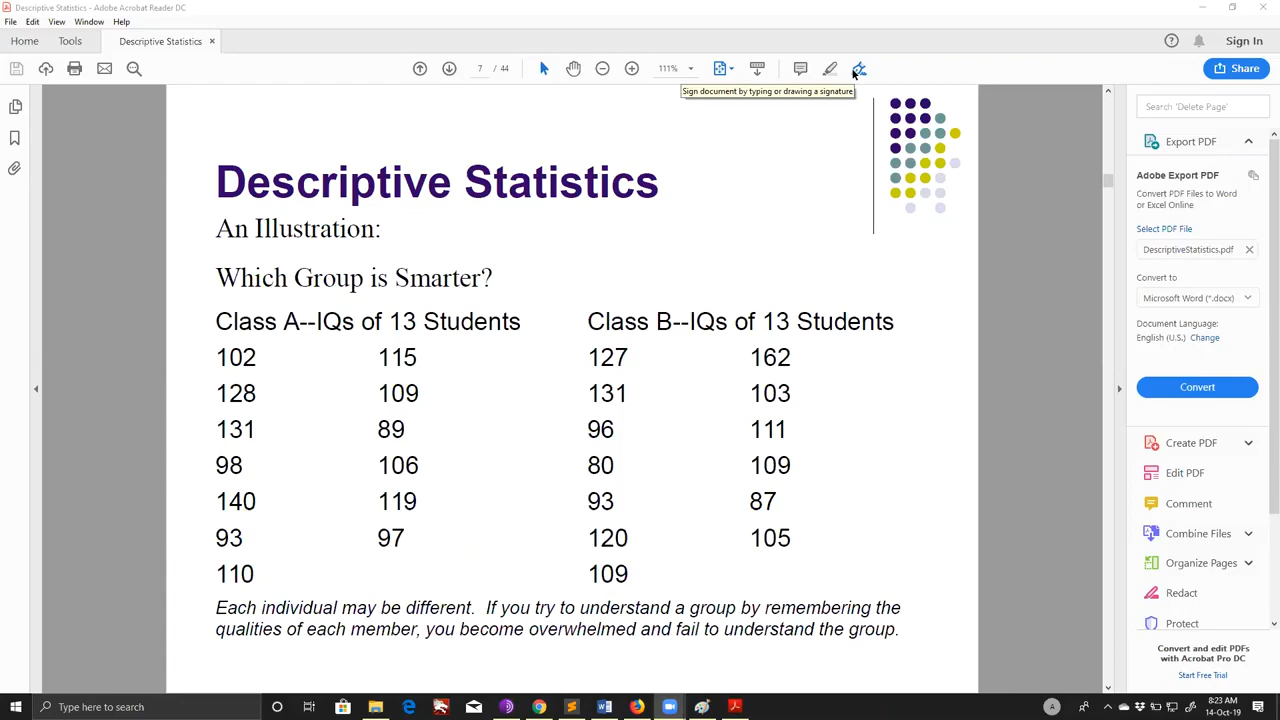 Descriptive Statistics - Adobe Acrobat Reader DC
File Edit View Window Help
Home Tools Descriptive Statistics × Sign In
7 / 44 111% Share
Sign document by typing or drawing a signature
Descriptive Statistics
An Illustration:
Which Group is Smarter?
Class A--IQs of 13 Students Class B--IQs of 13 Students
102 115 127 162
128 109 131 103
131 89 96 111
98 106 80 109
140 119 93 87
93 97 120 105
110 109
Each individual may be different. If you try to understand a group by remembering the
qualities of each member, you become overwhelmed and fail to understand the group.
Search 'Delete Page'
Export PDF
Adobe Export PDF
Convert PDF Files to Word
or Excel Online
Select PDF File
DescriptiveStatistics.pdf
Convert to
Microsoft Word (*.docx)
Document Language:
English (U.S.) Change
Convert
Create PDF
Edit PDF
Comment
Combine Files
Organize Pages
Redact
Protect
Convert and edit PDFs
with Acrobat Pro DC
Start Free Trial
Type here to search
8:23 AM
14-Oct-19